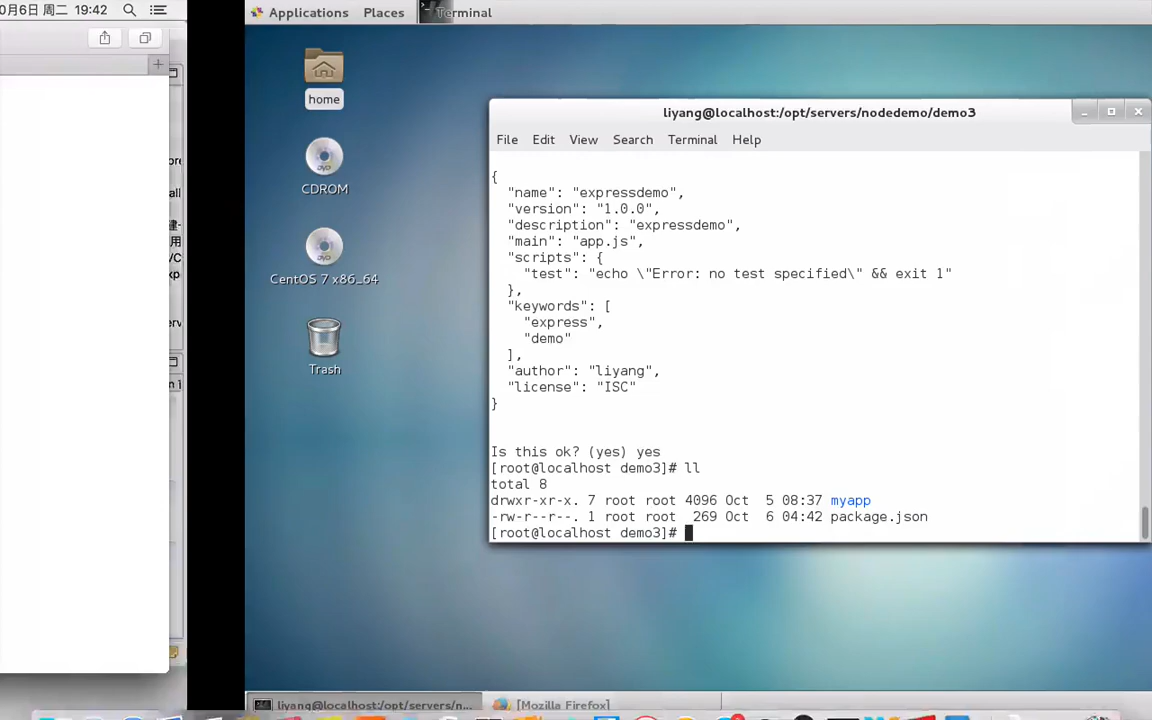 0月6日 周二 19:42
Applications Places Terminal
home
CDROM
CentOS 7 x86_64
Trash
liyang@localhost:/opt/servers/nodedemo/demo3
File Edit View Search Terminal Help
{
"name": "expressdemo",
"version": "1.0.0",
"description": "expressdemo",
"main": "app.js",
"scripts": {
"test": "echo \"Error: no test specified\" && exit 1"
},
"keywords": [
"express",
"demo"
],
"author": "liyang",
"license": "ISC"
}
Is this ok? (yes) yes
[root@localhost demo3]# ll
total 8
drwxr-xr-x. 7 root root 4096 Oct  5 08:37 myapp
-rw-r--r--. 1 root root  269 Oct  6 04:42 package.json
[root@localhost demo3]#
liyang@localhost:/opt/servers/n...
[Mozilla Firefox]